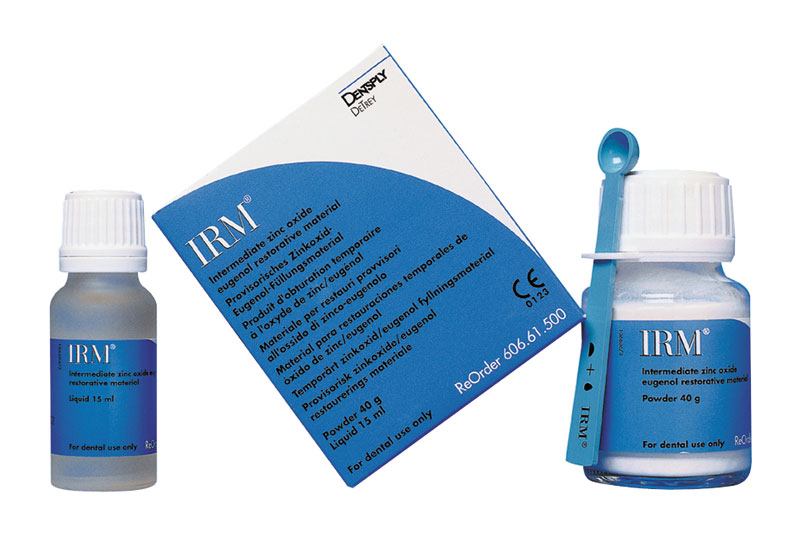 IRM®
Intermediate zinc oxide eu
restorative material
Liquid 15 ml
For dental use only
ReO
DENTSPLY
DETREY
IRM®
Intermediate zinc oxide
eugenol restorative material
Provisorisches Zinkoxid-
Eugenol-Füllungsmaterial
Produit d'obturation temporaire
à l'oxyde de zinc/eugénol
Materiale per restauri provvisori
all'ossido di zinco-eugenolo
Material para restauraciones temporales de
óxido de zinc/eugenol
Temporärt zinkoxid/eugenol fyllningsmaterial
Provisorisk zinkoxide/eugenol
restaurerings materiale
Powder 40 g
Liquid 15 ml
For dental use only
CE
0123
ReOrder 606.61.500
IRM®
IRM®
Intermediate zinc oxide
eugenol restorative material
Powder 40 g
For dental use only
ReOr